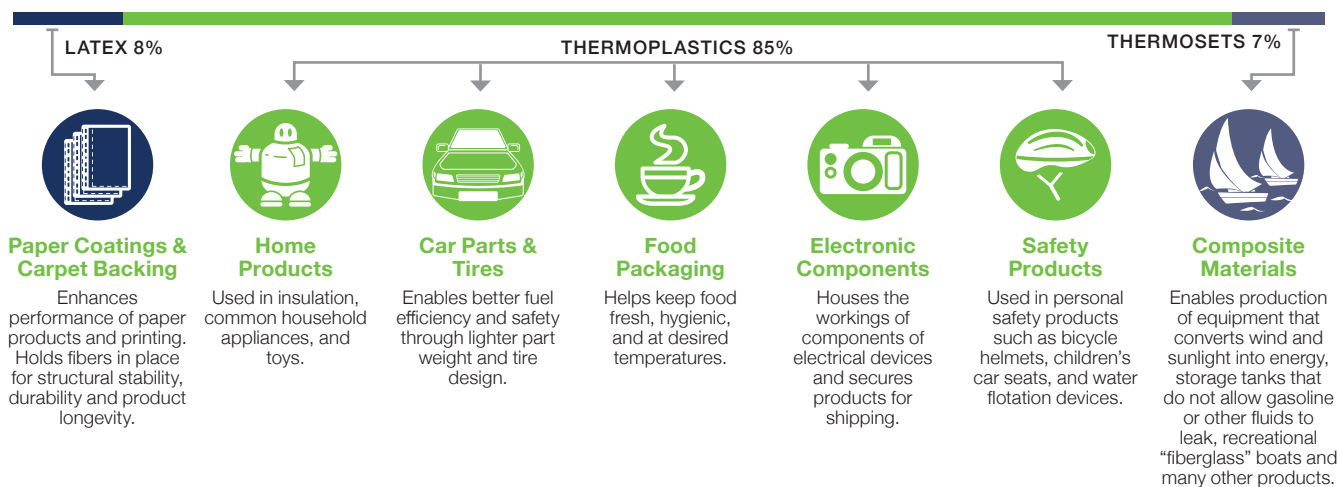 LATEX 8%
THERMOPLASTICS 85%
THERMOSETS 7%
Paper Coatings &
Carpet Backing
Enhances
performance of paper
products and printing.
Holds fibers in place
for structural stability,
durability and product
longevity.
Home
Products
Used in insulation,
common household
appliances, and
toys.
Car Parts &
Tires
Enables better fuel
efficiency and safety
through lighter part
weight and tire
design.
Food
Packaging
Helps keep food
fresh, hygienic,
and at desired
temperatures.
Electronic
Components
Houses the
workings of
components of
electrical devices
and secures
products for
shipping.
Safety
Products
Used in personal
safety products
such as bicycle
helmets, children’s
car seats, and water
flotation devices.
Composite
Materials
Enables production
of equipment that
converts wind and
sunlight into energy,
storage tanks that
do not allow gasoline
or other fluids to
leak, recreational
“fiberglass” boats and
many other products.